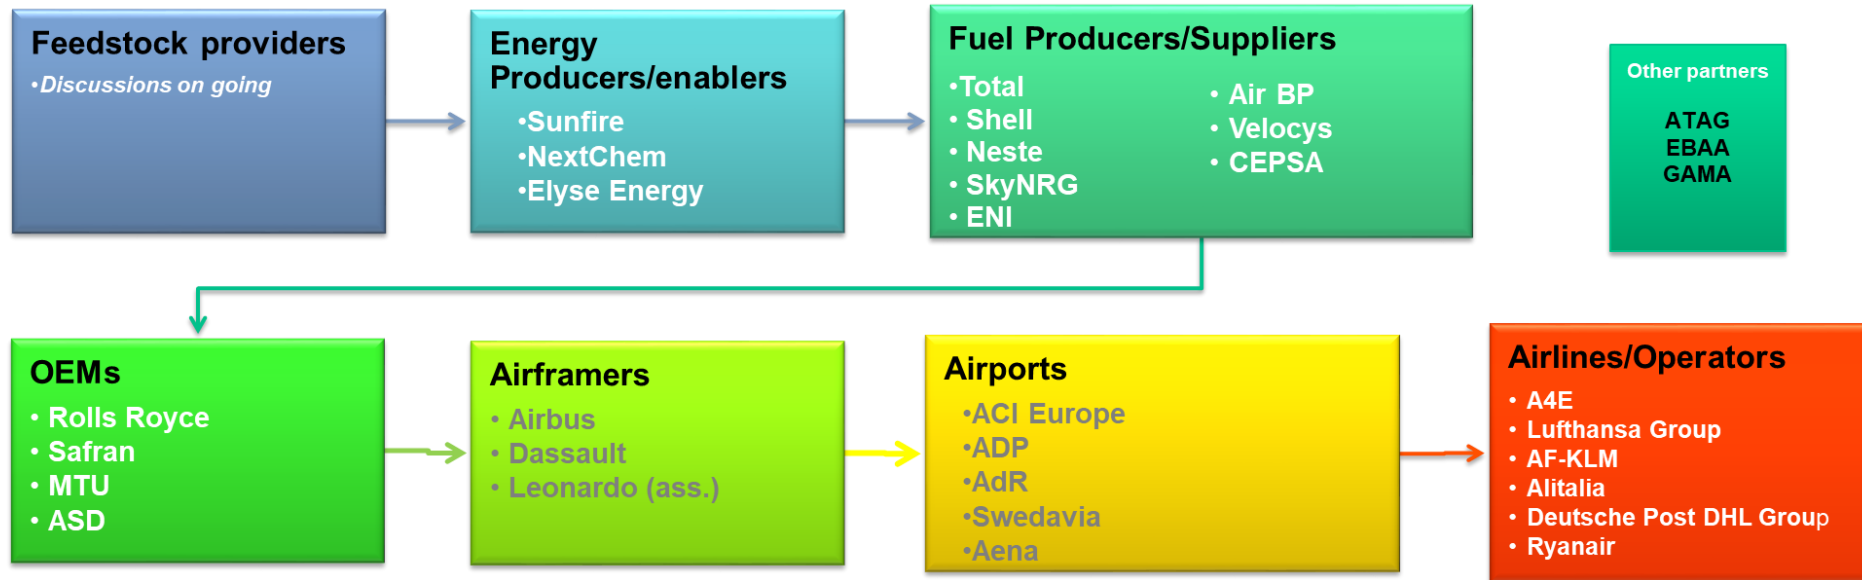 Feedstock providers
•Discussions on going
Energy
Producers/enablers
•Sunfire
•NextChem
•Elyse Energy
Fuel Producers/Suppliers
•Total
• Shell
• Neste
• SkyNRG
• ENI
• Air BP
• Velocys
• CEPSA
Other partners
ATAG
EBAA
GAMA
OEMs
• Rolls Royce
• Safran
• MTU
• ASD
Airframers
• Airbus
• Dassault
• Leonardo (ass.)
Airports
•ACI Europe
•ADP
•AdR
•Swedavia
•Aena
Airlines/Operators
• A4E
• Lufthansa Group
• AF-KLM
• Alitalia
• Deutsche Post DHL Group
• Ryanair